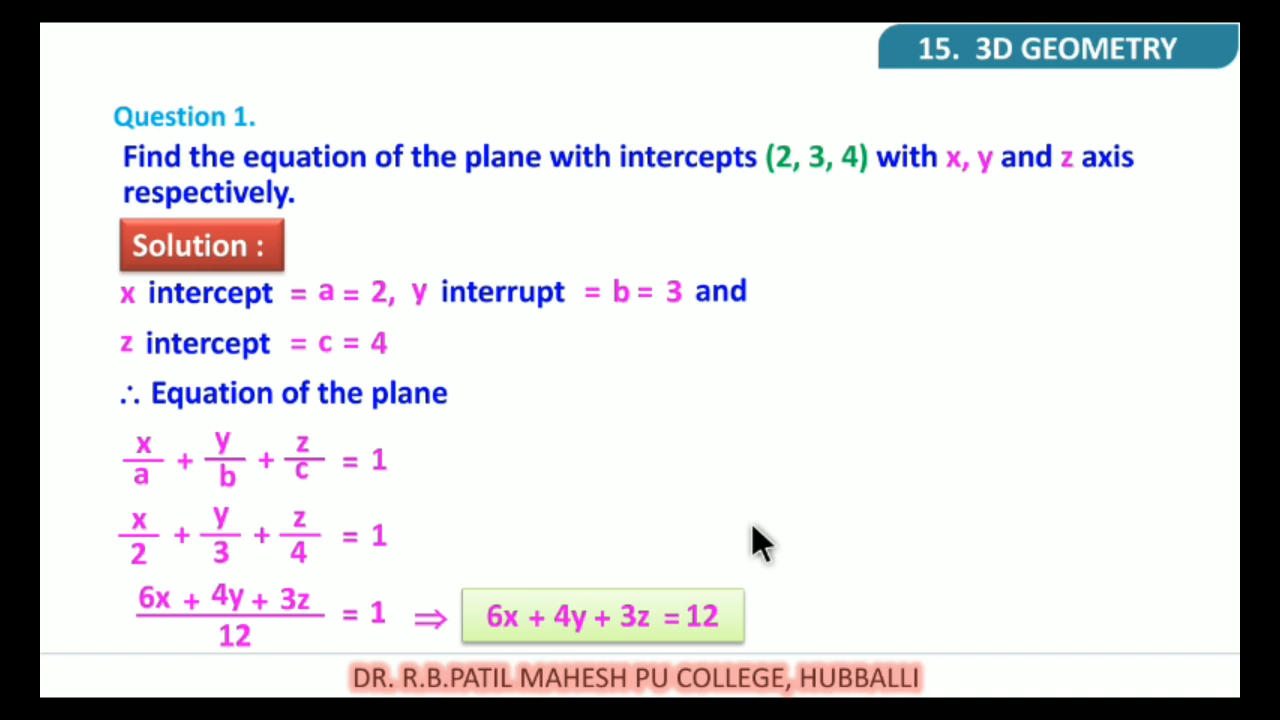 15. 3D GEOMETRY
Question 1.
Find the equation of the plane with intercepts (2, 3, 4) with x, y and z axis
respectively.
Solution :
x intercept = a = 2, y interrupt = b = 3 and
z intercept = c = 4
∴ Equation of the plane
x/a + y/b + z/c = 1
x/2 + y/3 + z/4 = 1
6x + 4y + 3z/12 = 1 ⇒ 6x + 4y + 3z = 12
DR. R.B.PATIL MAHESH PU COLLEGE, HUBBALLI